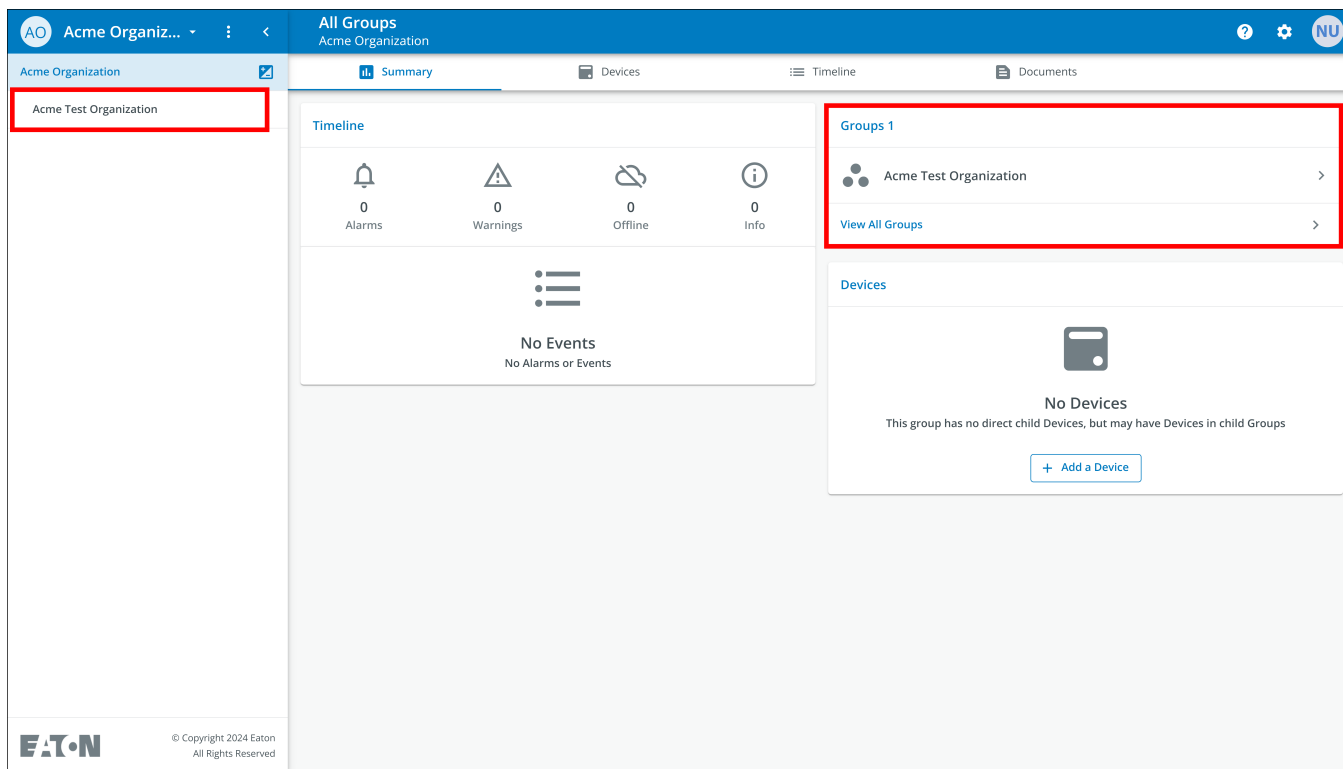 AO
Acme Organiz...
All Groups
Acme Organization
NU
Acme Organization
Acme Test Organization
Summary
Devices
Timeline
Documents
Timeline
0
Alarms
0
Warnings
0
Offline
0
Info
No Events
No Alarms or Events
Groups 1
Acme Test Organization
View All Groups
Devices
No Devices
This group has no direct child Devices, but may have Devices in child Groups
+ Add a Device
EATON
© Copyright 2024 Eaton
All Rights Reserved